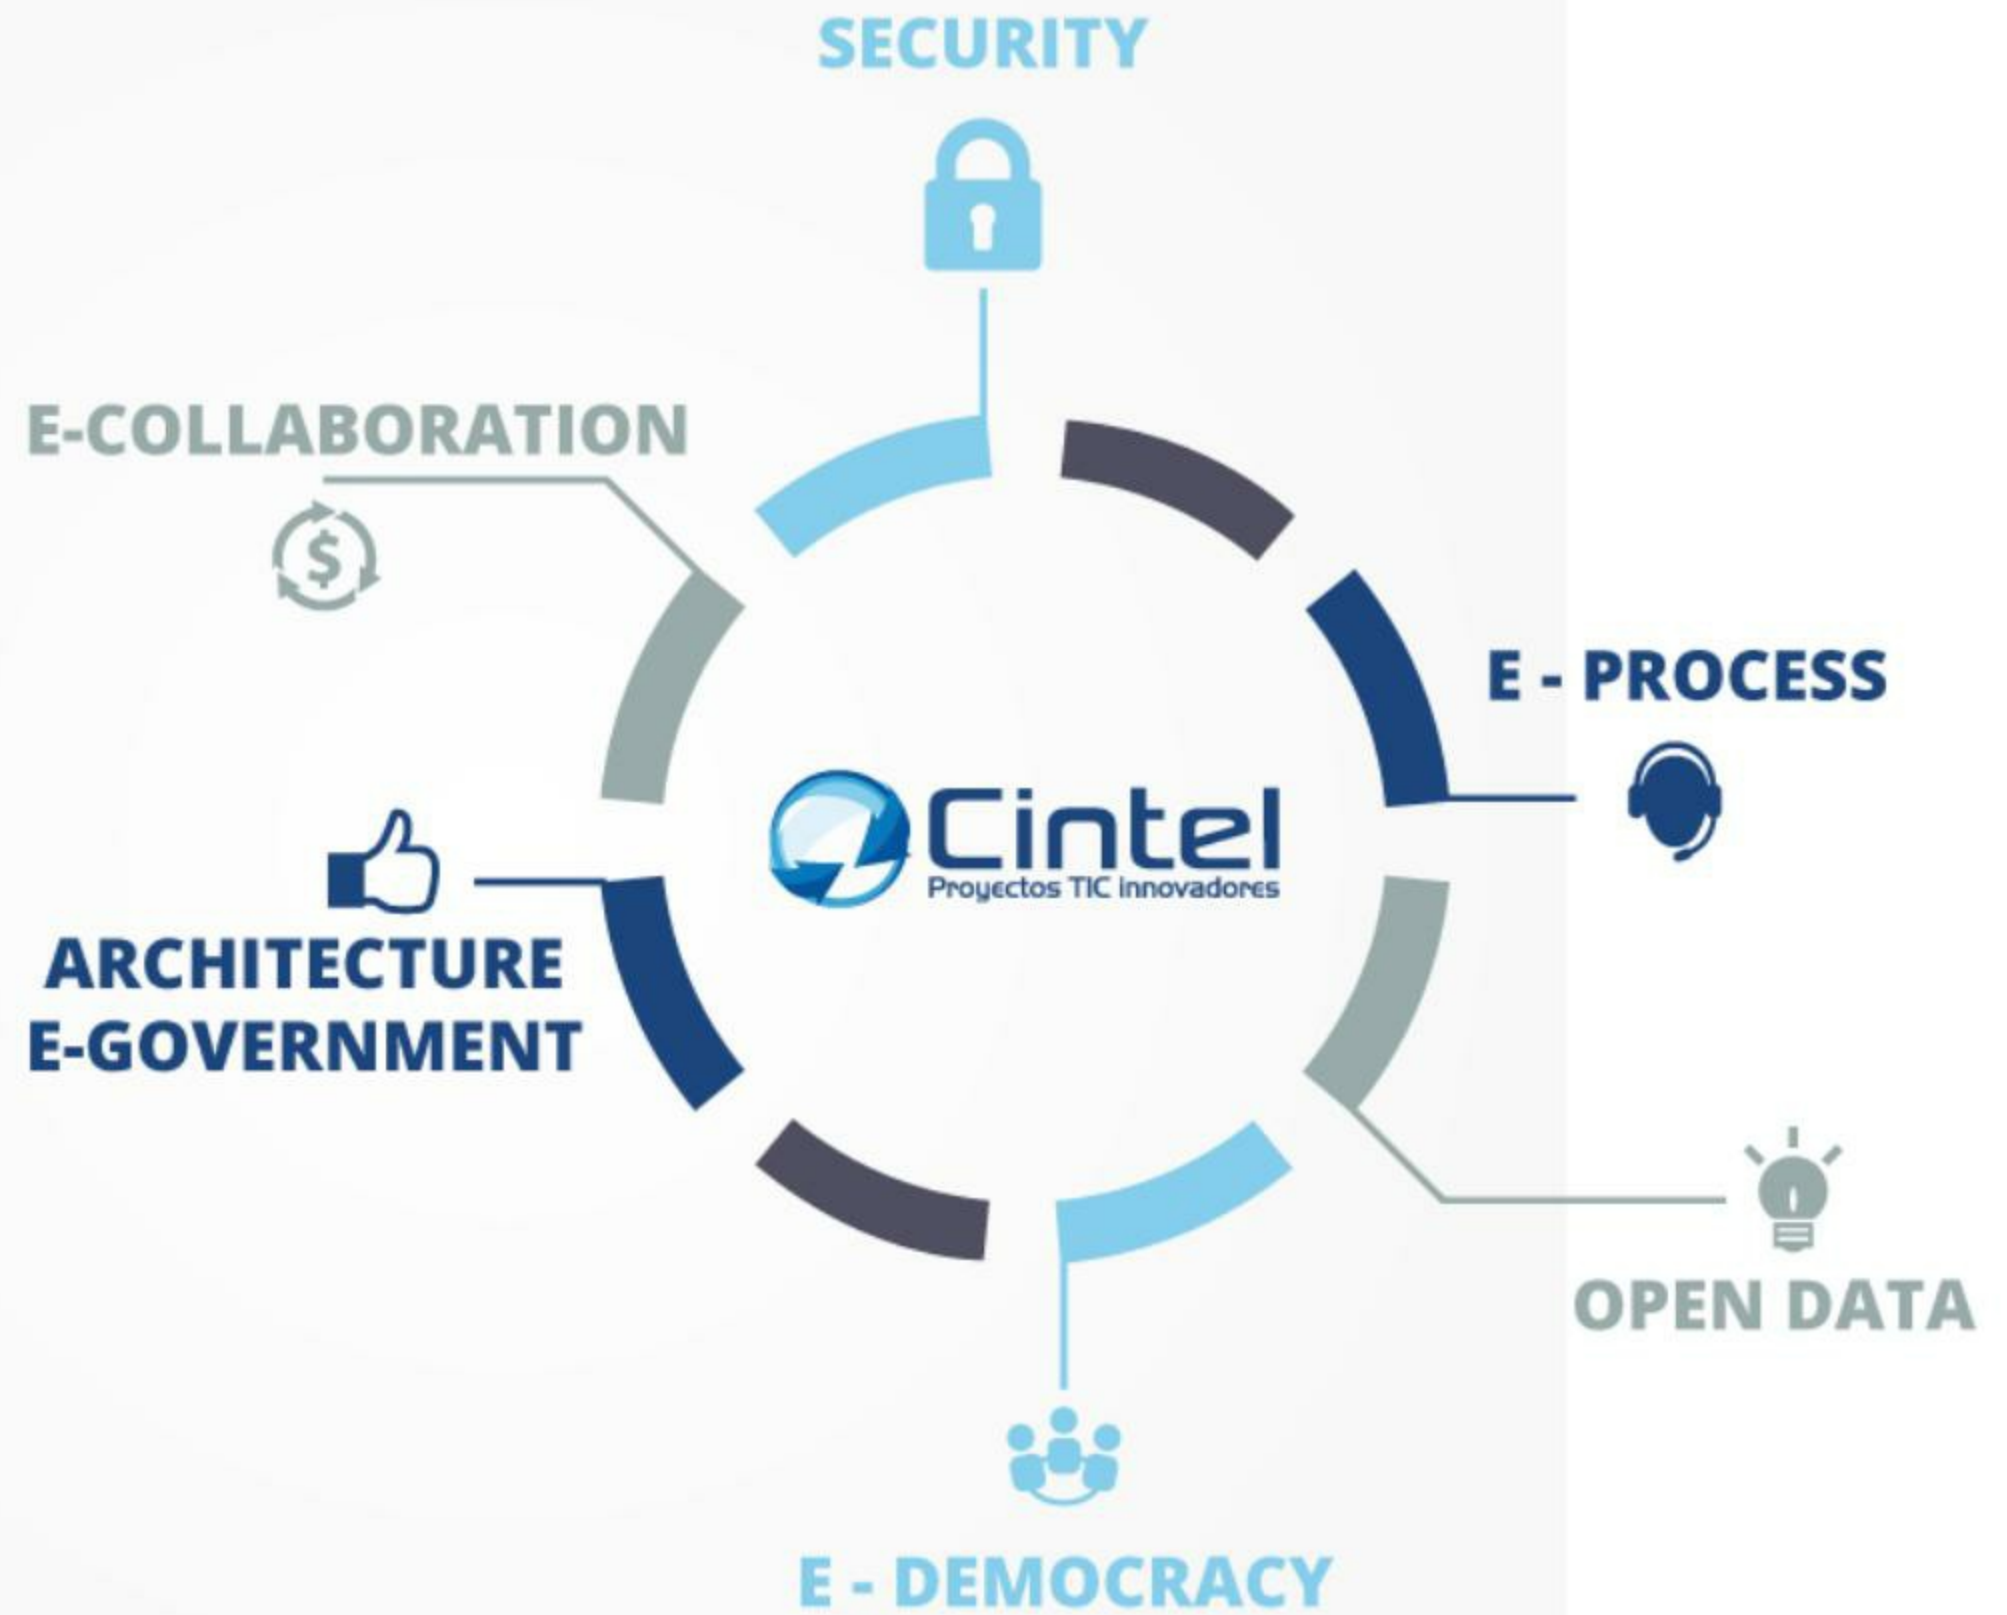 SECURITY
E-COLLABORATION
$
E - PROCESS
Cintel
Proyectos TIC innovadores
ARCHITECTURE
E-GOVERNMENT
OPEN DATA
E - DEMOCRACY